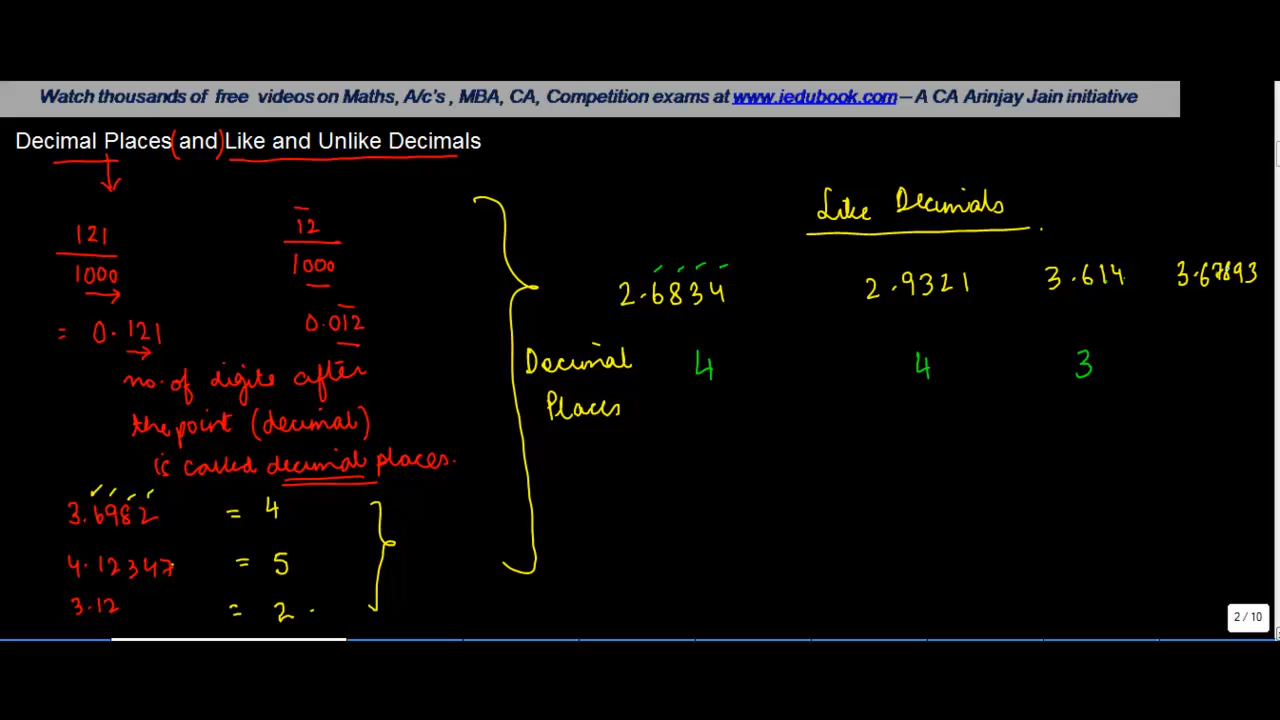 Watch thousands of free videos on Maths, A/c's , MBA, CA, Competition exams at www.iedubook.com – A CA Arinjay Jain initiative
Decimal Places (and) Like and Unlike Decimals
121
1000
= 0.121
12
1000
0.012
no. of digits after
the point (decimal)
is called decimal places.
3.6982 = 4
4.12347 = 5
3.12 = 2
Like Decimals
2.6834 2.9321 3.614 3.67893
Decimal 4 4 3
Places
2 / 10